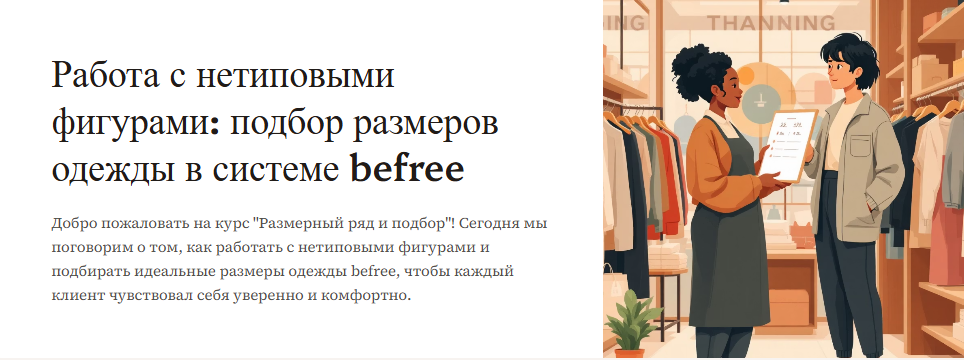 ING
THANNING
Работа с нетиповыми
фигурами: подбор размеров
одежды в системе befree
Добро пожаловать на курс "Размерный ряд и подбор"! Сегодня мы
поговорим о том, как работать с нетиповыми фигурами и
подбирать идеальные размеры одежды befree, чтобы каждый
клиент чувствовал себя уверенно и комфортно.